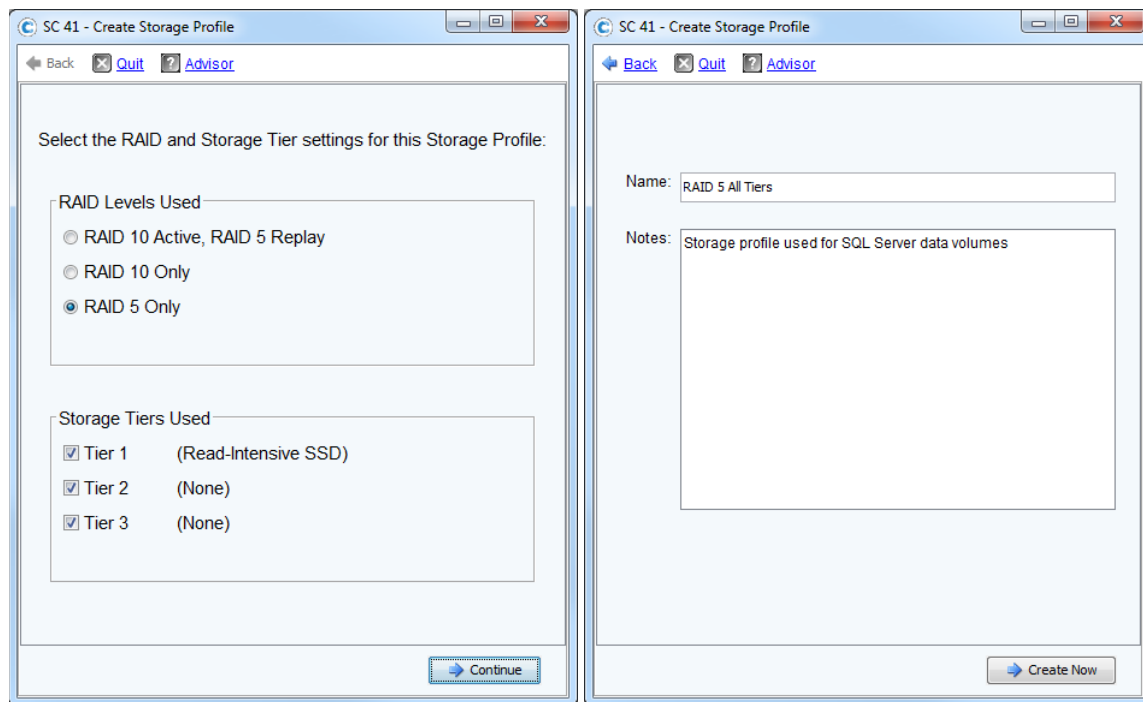 SC 41 - Create Storage Profile
Back Quit Advisor
Select the RAID and Storage Tier settings for this Storage Profile:
RAID Levels Used
RAID 10 Active, RAID 5 Replay
RAID 10 Only
RAID 5 Only
Storage Tiers Used
Tier 1 (Read-Intensive SSD)
Tier 2 (None)
Tier 3 (None)
Continue
SC 41 - Create Storage Profile
Back Quit Advisor
Name: RAID 5 All Tiers
Notes: Storage profile used for SQL Server data volumes
Create Now